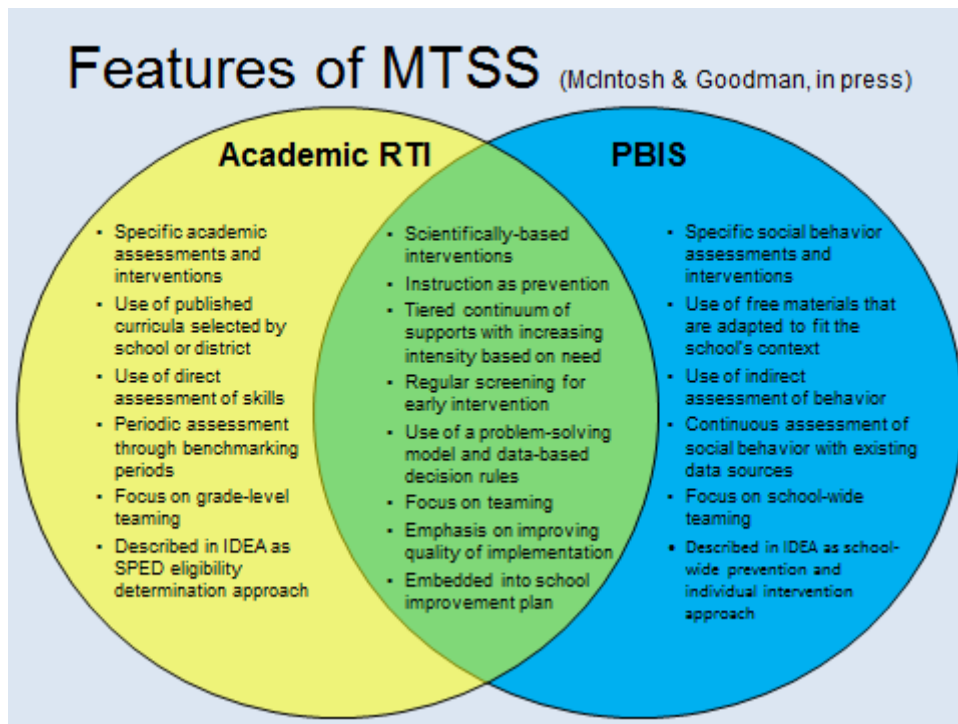 Features of MTSS (McIntosh & Goodman, in press)
Academic RTI
• Specific academic
assessments and
interventions
• Use of published
curricula selected by
school or district
• Use of direct
assessment of skills
• Periodic assessment
through benchmarking
periods
• Focus on grade-level
teaming
• Described in IDEA as
SPED eligibility
determination approach
• Scientifically-based
interventions
• Instruction as prevention
• Tiered continuum of
supports with increasing
intensity based on need
• Regular screening for
early intervention
• Use of a problem-solving
model and data-based
decision rules
• Focus on teaming
• Emphasis on improving
quality of implementation
• Embedded into school
improvement plan
PBIS
• Specific social behavior
assessments and
interventions
• Use of free materials that
are adapted to fit the
school's context
• Use of indirect
assessment of behavior
• Continuous assessment of
social behavior with existing
data sources
• Focus on school-wide
teaming
• Described in IDEA as school-
wide prevention and
individual intervention
approach